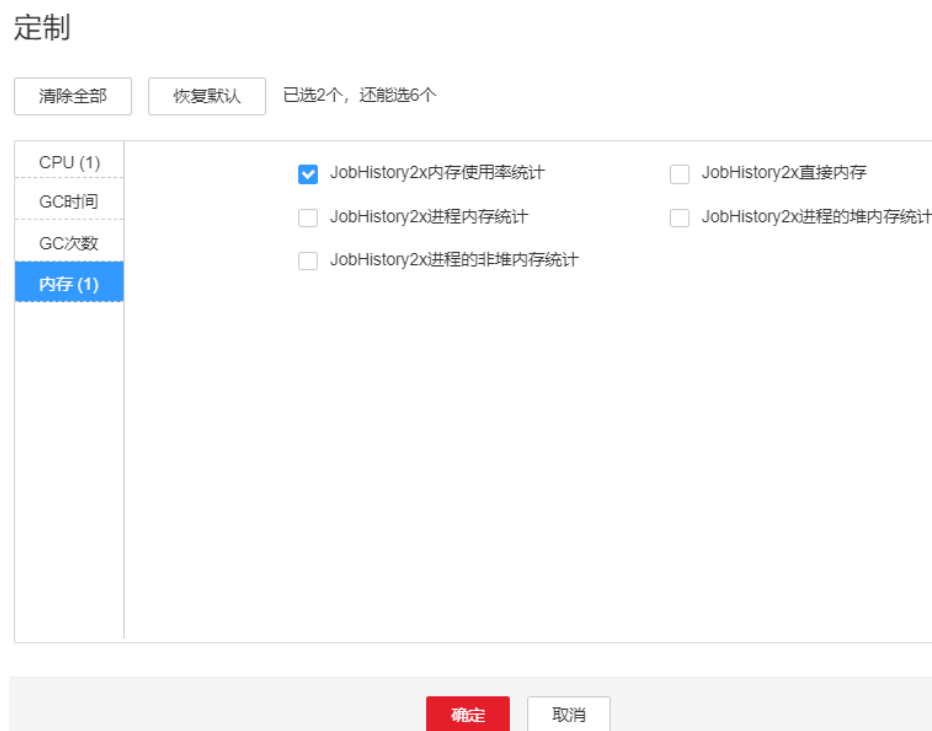 定制
清除全部 恢复默认 已选2个，还能选6个
CPU (1)
GC时间
GC次数
内存 (1)
JobHistory2x内存使用率统计 JobHistory2x直接内存
JobHistory2x进程内存统计 JobHistory2x进程的堆内存统计
JobHistory2x进程的非堆内存统计
确定 取消